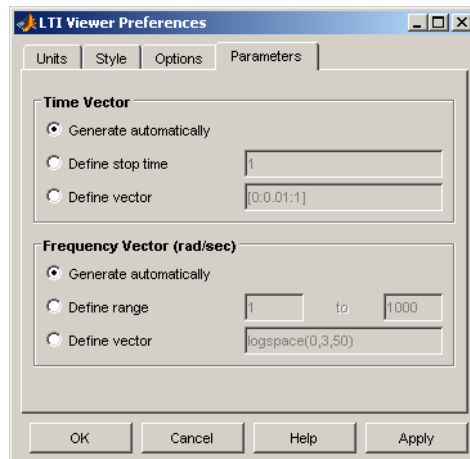 LTI Viewer Preferences
Units Style Options Parameters
Time Vector
Generate automatically
Define stop time 1
Define vector [0:0.01:1]
Frequency Vector (rad/sec)
Generate automatically
Define range 1 to 1000
Define vector logspace(0,3,50)
OK Cancel Help Apply